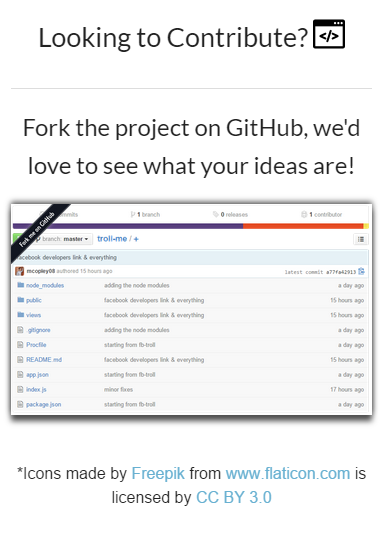 Looking to Contribute?
Fork the project on GitHub, we'd
love to see what your ideas are!
Fork me on GitHub
1 branch
0 releases
1 contributor
branch: master
troll-me / +
facebook developers link & everything
mcopley08 authored 15 hours ago
latest commit a77fa42913
node_modules adding the node modules a day ago
public facebook developers link & everything 15 hours ago
views facebook developers link & everything 15 hours ago
.gitignore adding the node modules a day ago
Procfile starting from fb-troll a day ago
README.md facebook developers link & everything 15 hours ago
app.json starting from fb-troll a day ago
index.js minor fixes 17 hours ago
package.json starting from fb-troll a day ago
*Icons made by Freepik from www.flaticon.com is
licensed by CC BY 3.0